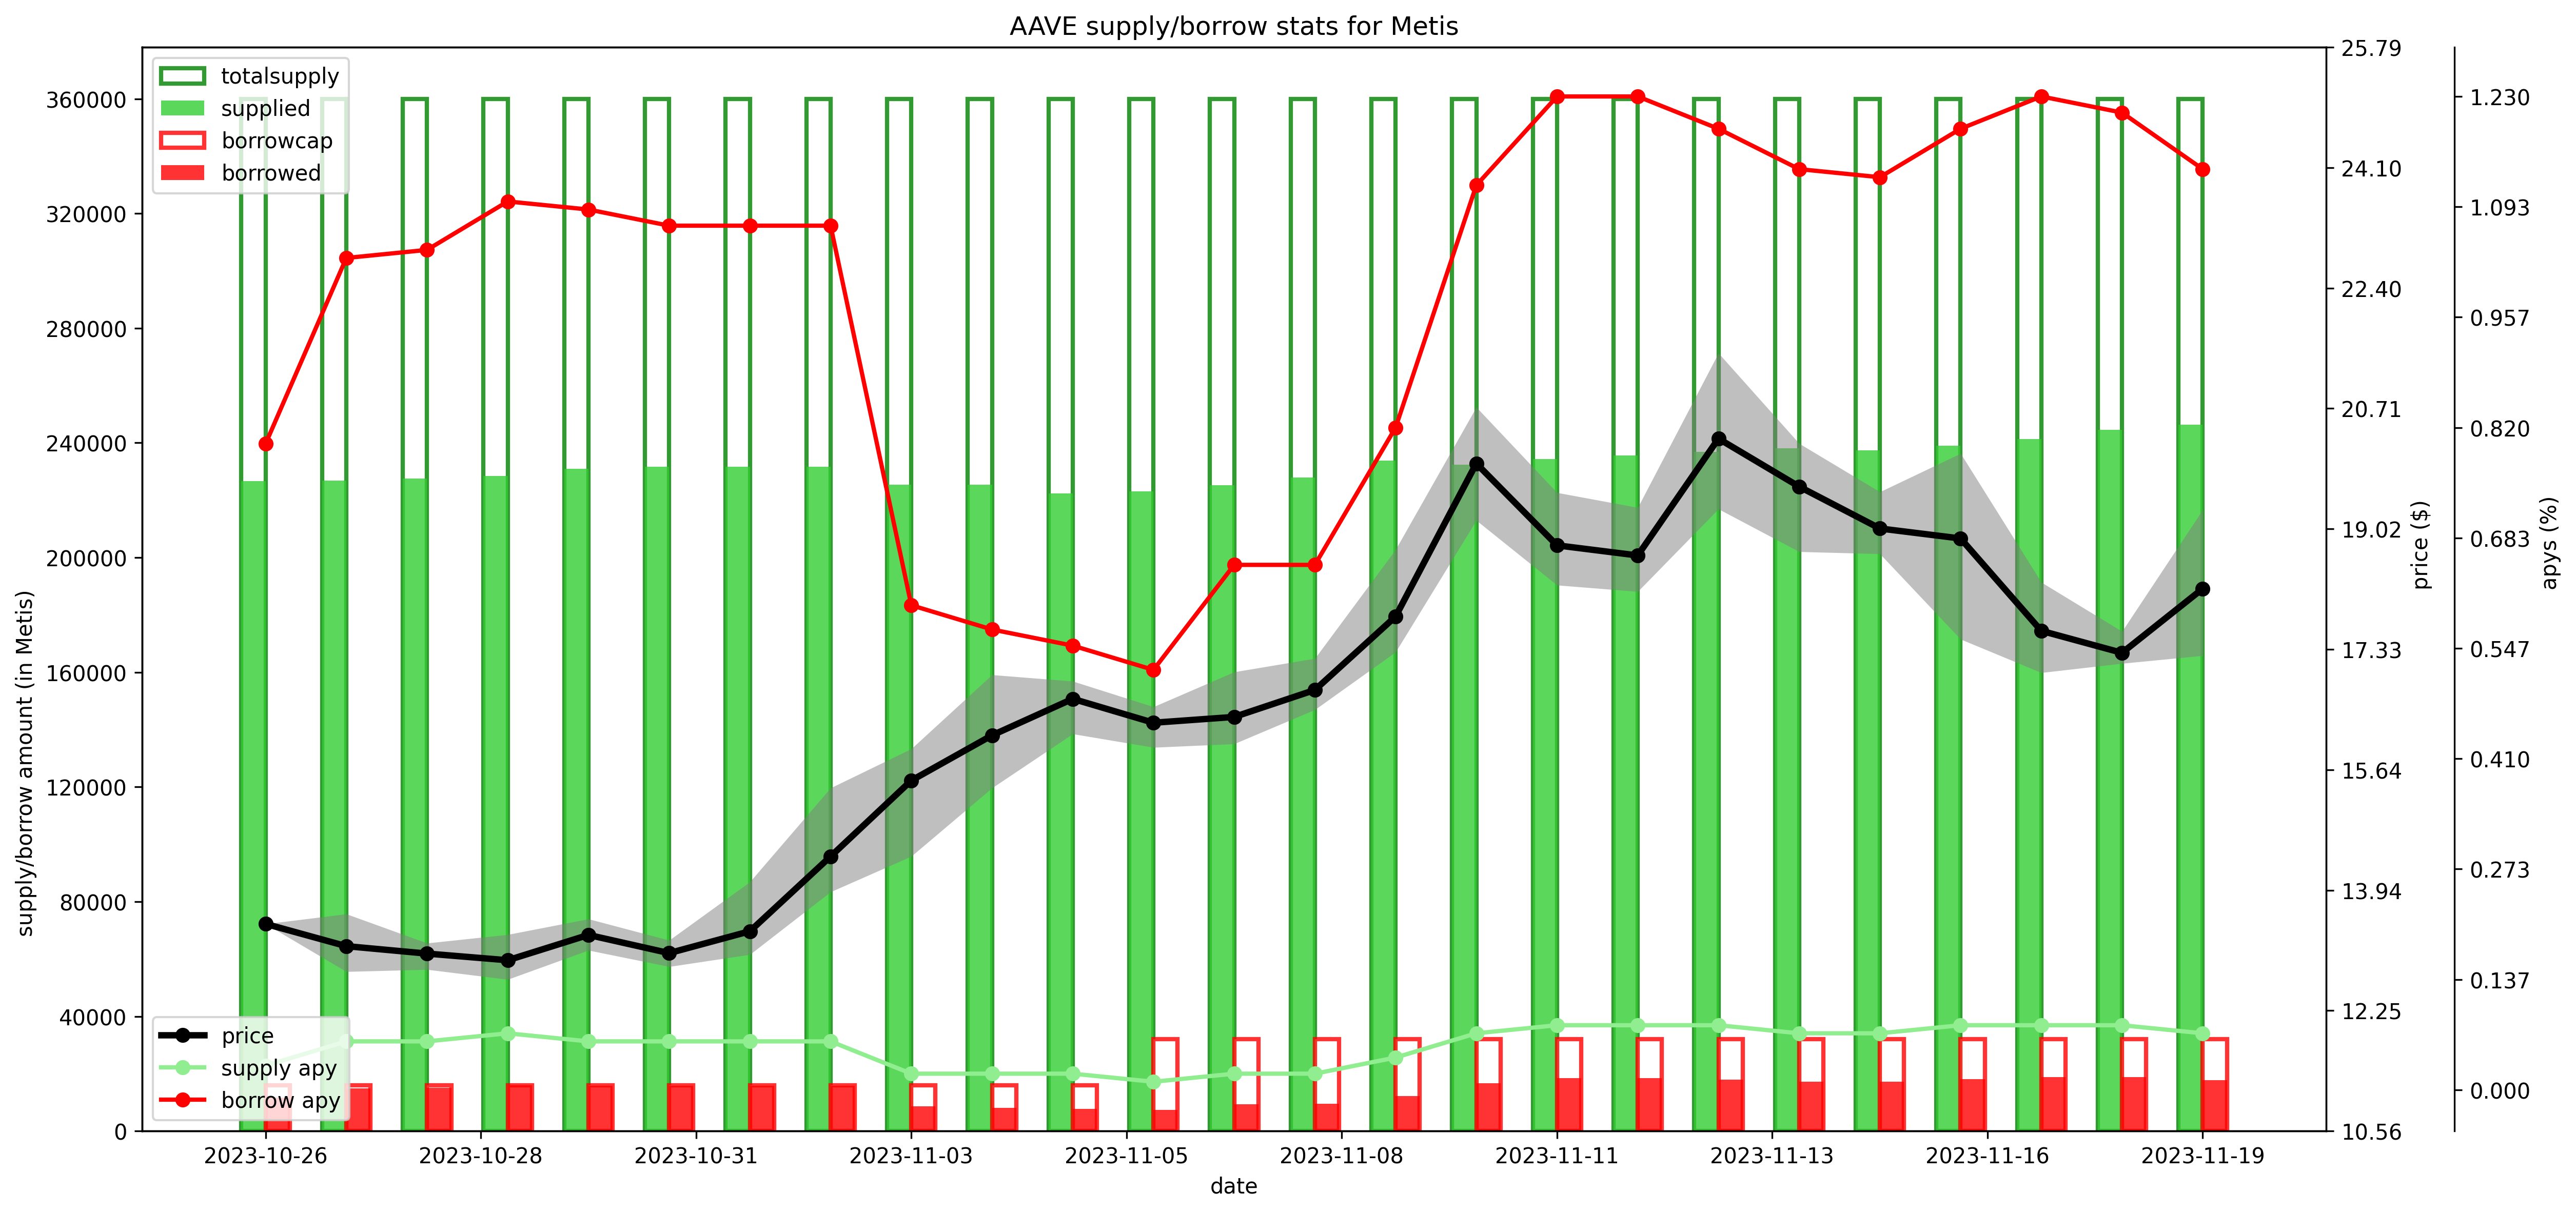 AAVE supply/borrow stats for Metis
totalsupply
supplied
borrowcap
borrowed
price
supply apy
borrow apy
supply/borrow amount (in Metis)
360000
320000
280000
240000
200000
160000
120000
80000
40000
0
25.79
24.10
22.40
20.71
19.02
17.33
15.64
13.94
12.25
10.56
price ($)
1.230
1.093
0.957
0.820
0.683
0.547
0.410
0.273
0.137
0.000
apys (%)
2023-10-26 2023-10-28 2023-10-31 2023-11-03 2023-11-05 2023-11-08 2023-11-11 2023-11-13 2023-11-16 2023-11-19
date